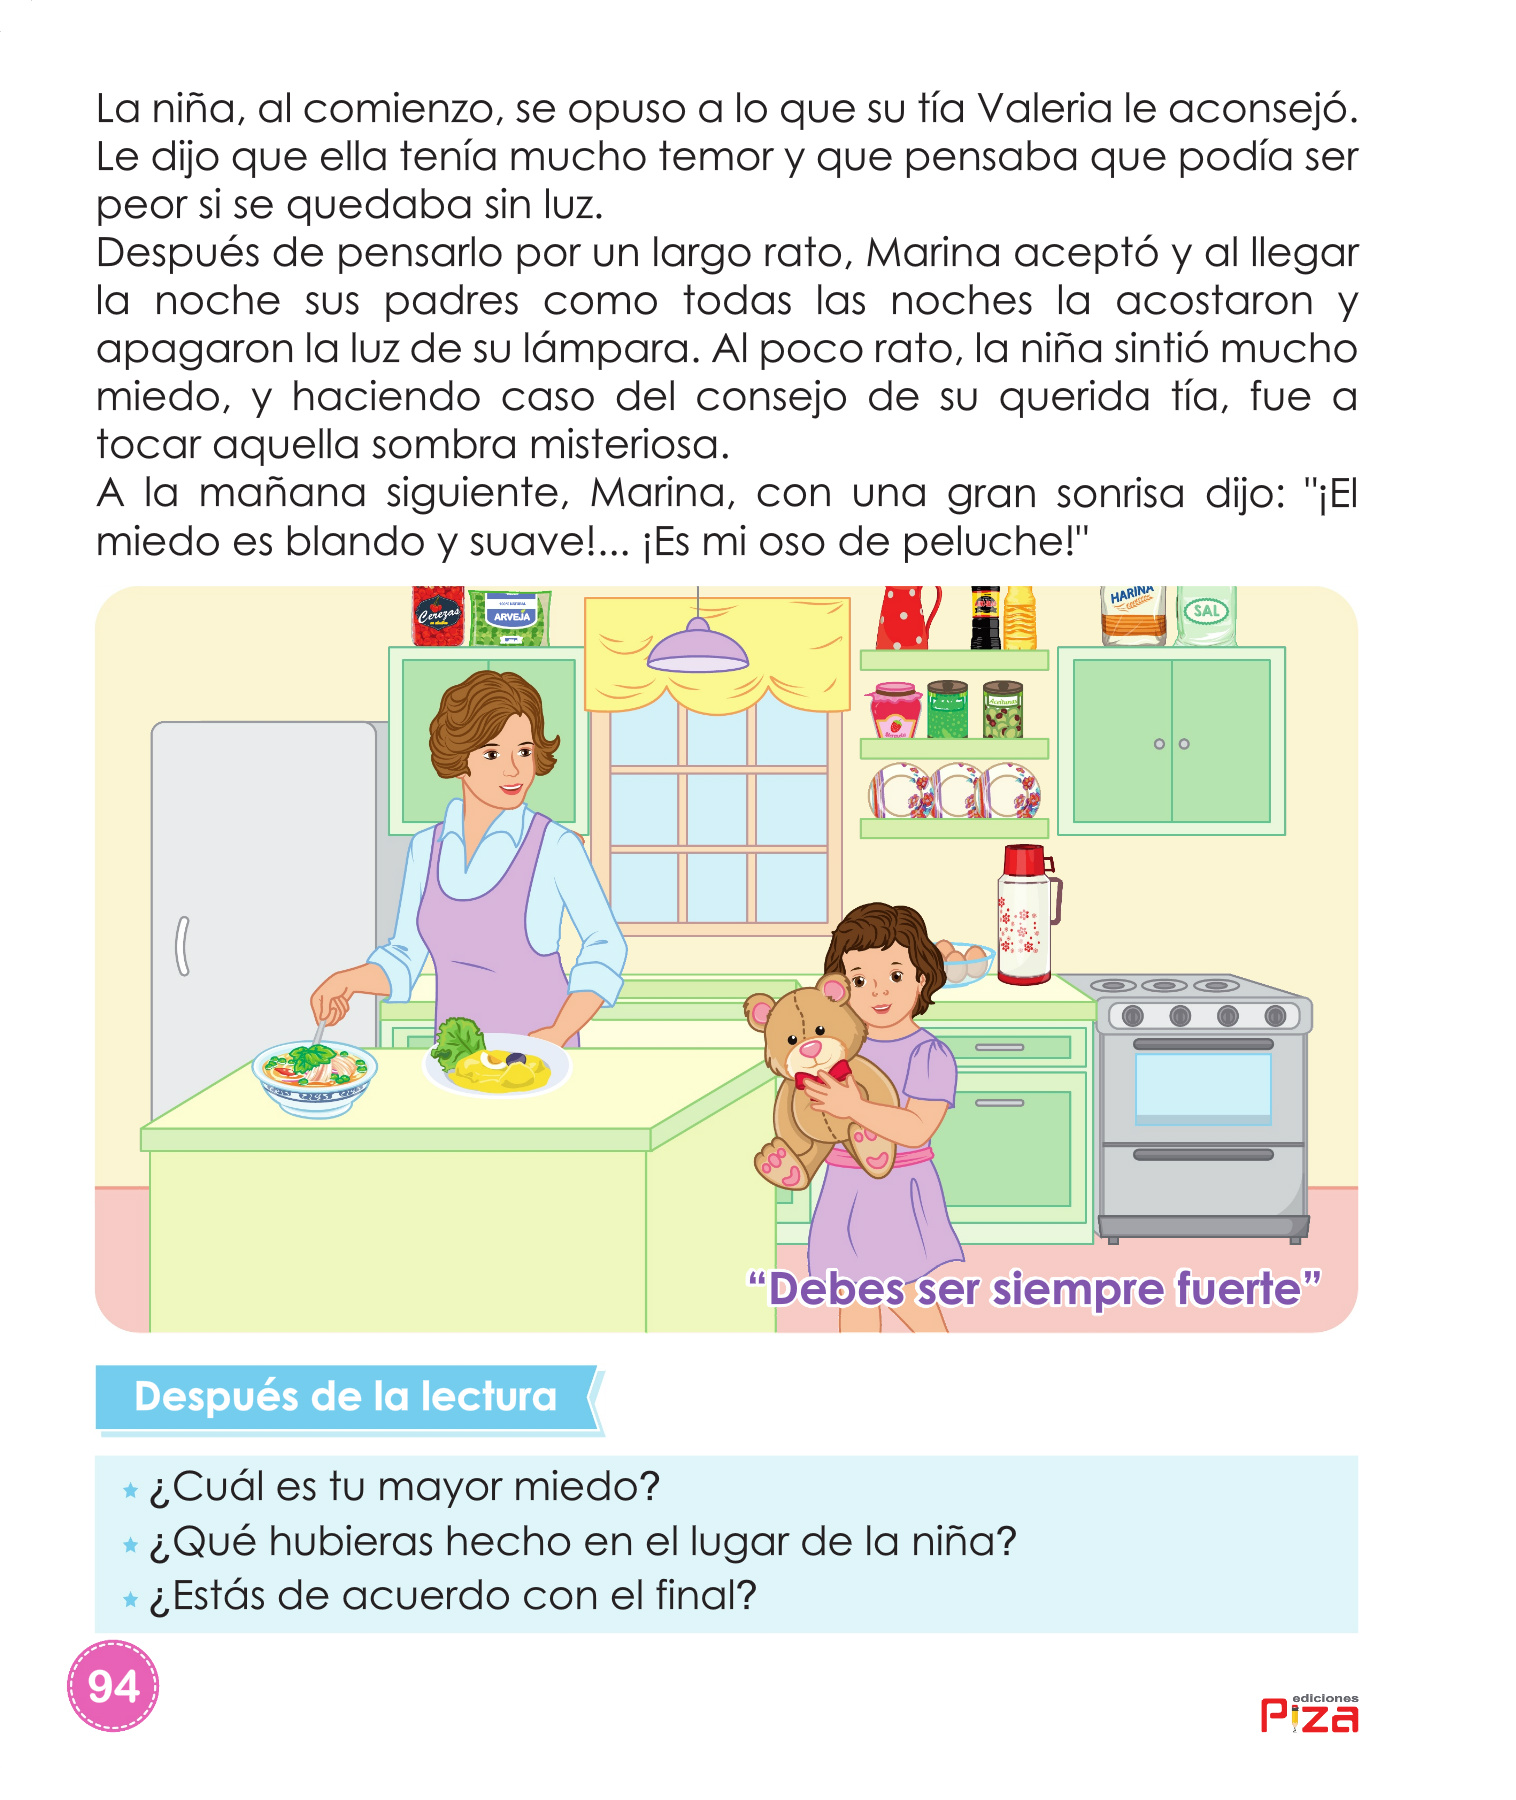 La niña, al comienzo, se opuso a lo que su tía Valeria le aconsejó.
Le dijo que ella tenía mucho temor y que pensaba que podía ser
peor si se quedaba sin luz.
Después de pensarlo por un largo rato, Marina aceptó y al llegar
la noche sus padres como todas las noches la acostaron y
apagaron la luz de su lámpara. Al poco rato, la niña sintió mucho
miedo, y haciendo caso del consejo de su querida tía, fue a
tocar aquella sombra misteriosa.
A la mañana siguiente, Marina, con una gran sonrisa dijo: "¡El
miedo es blando y suave!... ¡Es mi oso de peluche!"
Cerezas
ARVEJA
HARINA
SAL
Aceitunas
“Debes ser siempre fuerte”
Después de la lectura
¿Cuál es tu mayor miedo?
¿Qué hubieras hecho en el lugar de la niña?
¿Estás de acuerdo con el final?
94
ediciones
Piza